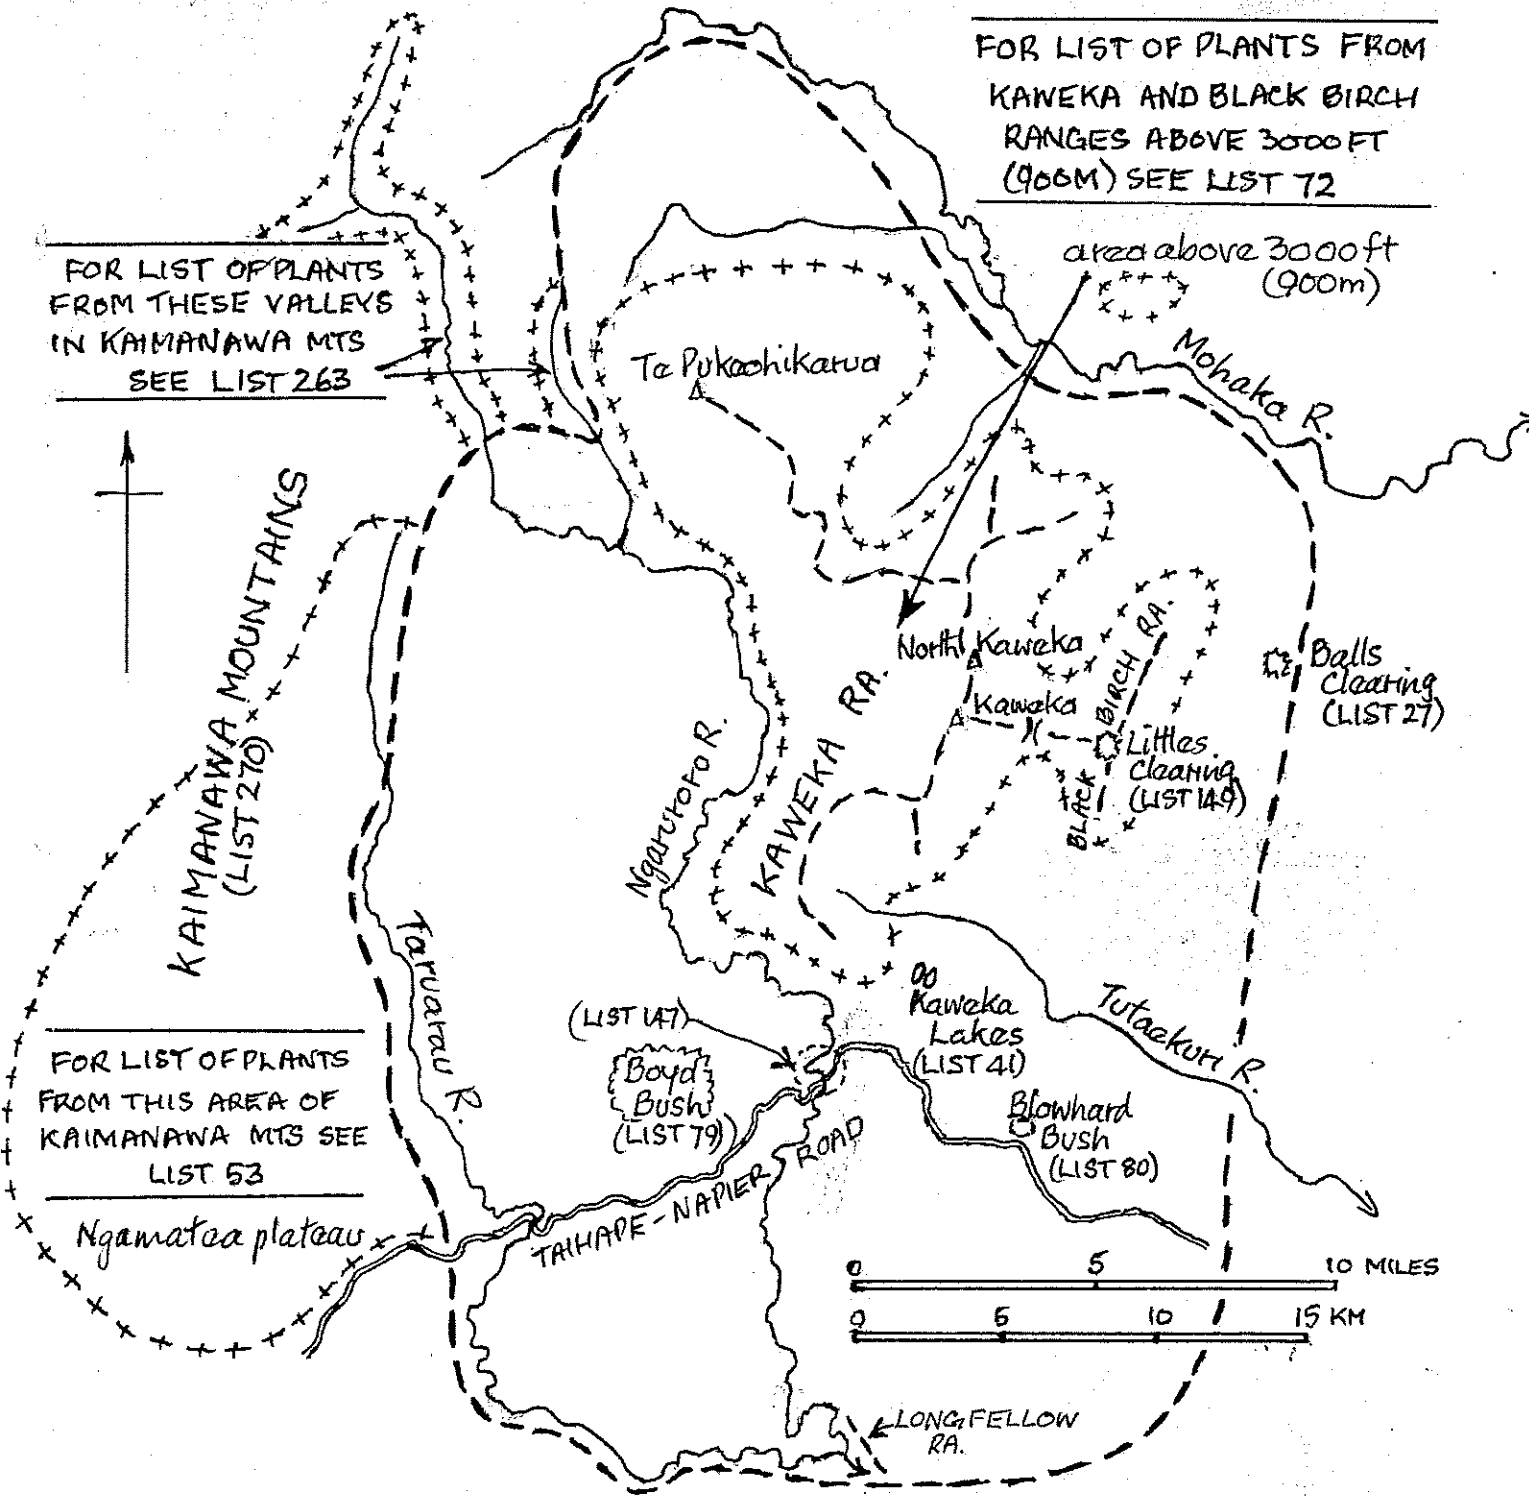 FOR LIST OF PLANTS FROM
KAWEKA AND BLACK BIRCH
RANGES ABOVE 3000FT
(900M) SEE LIST 72
area above 3000ft
(900m)
FOR LIST OF PLANTS
FROM THESE VALLEYS
IN KAIMANAWA MTS
SEE LIST 263
Te Pukeohikarua
Mohaka R.
KAIMANAWA MOUNTAINS
(LIST 270)
North Kaweka
Kaweka
KAWEKA RA.
BLACK BIRCH RA.
Balls
Clearing
(LIST 27)
Littles
Clearing
(LIST 149)
Ngaruroro R.
Taruarau R.
(LIST 147)
Boyd
Bush
(LIST 79)
Kaweka
Lakes
(LIST 41)
Tutaekuri R.
Blowhard
Bush
(LIST 80)
FOR LIST OF PLANTS
FROM THIS AREA OF
KAIMANAWA MTS SEE
LIST 53
Ngamatea plateau
TAIHAPE-NAPIER ROAD
0 5 10 MILES
0 5 10 15 KM
LONGFELLOW
RA.